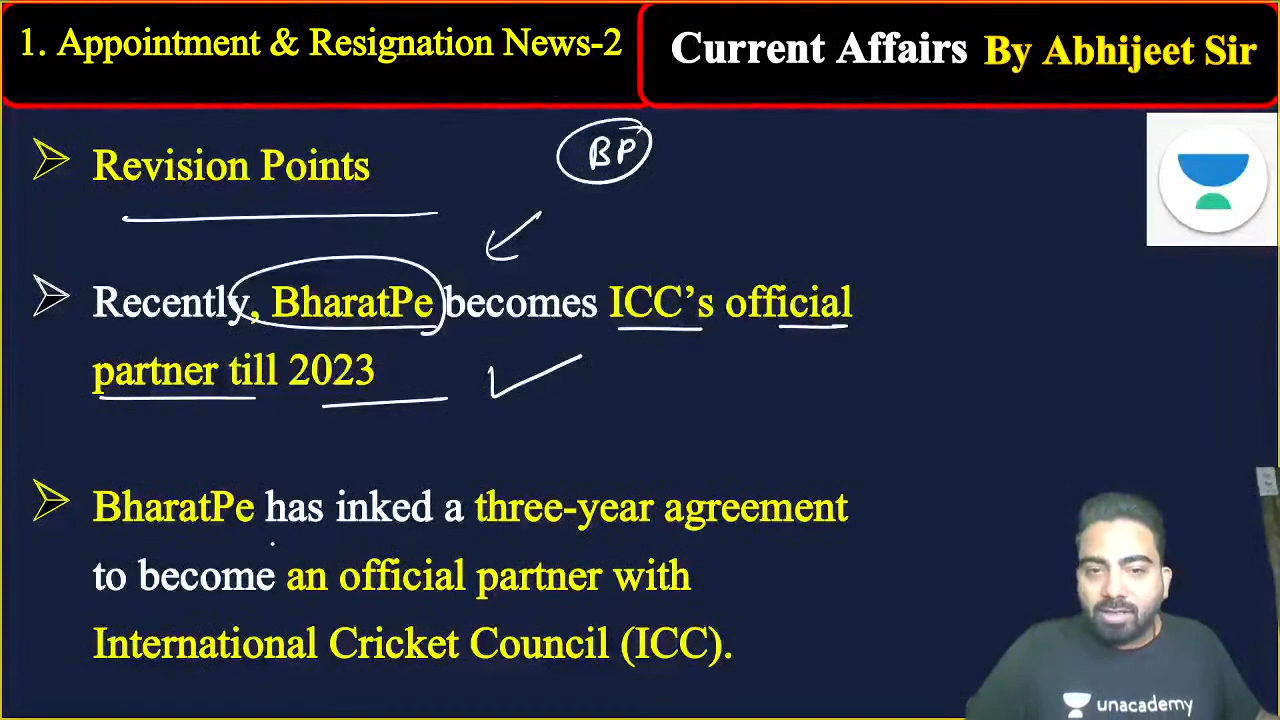 1. Appointment & Resignation News-2
Current Affairs By Abhijeet Sir
BP
Revision Points
Recently, BharatPe becomes ICC's official
partner till 2023
BharatPe has inked a three-year agreement
to become an official partner with
International Cricket Council (ICC).
unacademy